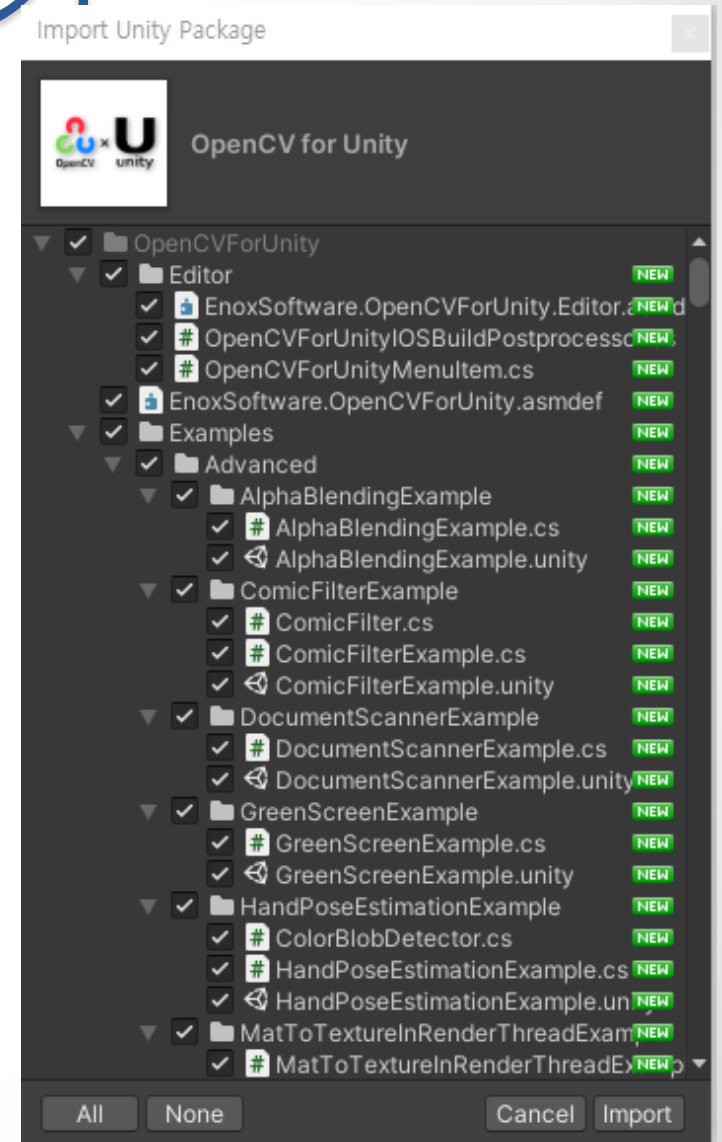 Import Unity Package
x
OpenCV × U
OpenCV unity
OpenCV for Unity
OpenCVForUnity
Editor NEW
EnoxSoftware.OpenCVForUnity.Editor.a NEW d
OpenCVForUnityIOSBuildPostprocesso NEW
OpenCVForUnityMenuItem.cs NEW
EnoxSoftware.OpenCVForUnity.asmdef NEW
Examples NEW
Advanced NEW
AlphaBlendingExample NEW
AlphaBlendingExample.cs NEW
AlphaBlendingExample.unity NEW
ComicFilterExample NEW
ComicFilter.cs NEW
ComicFilterExample.cs NEW
ComicFilterExample.unity NEW
DocumentScannerExample NEW
DocumentScannerExample.cs NEW
DocumentScannerExample.unity NEW
GreenScreenExample NEW
GreenScreenExample.cs NEW
GreenScreenExample.unity NEW
HandPoseEstimationExample NEW
ColorBlobDetector.cs NEW
HandPoseEstimationExample.cs NEW
HandPoseEstimationExample.un NEW
MatToTextureInRenderThreadExam NEW
MatToTextureInRenderThreadEx NEW p
All None Cancel Import